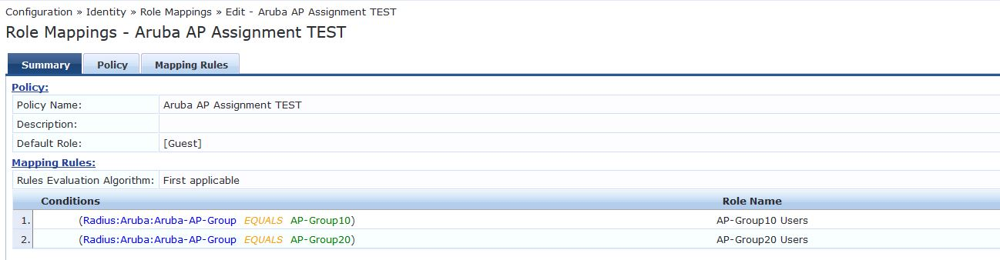 Configuration » Identity » Role Mappings » Edit - Aruba AP Assignment TEST
Role Mappings - Aruba AP Assignment TEST
Summary Policy Mapping Rules
Policy:
Policy Name: Aruba AP Assignment TEST
Description:
Default Role: [Guest]
Mapping Rules:
Rules Evaluation Algorithm: First applicable
Conditions Role Name
1. (Radius:Aruba:Aruba-AP-Group EQUALS AP-Group10) AP-Group10 Users
2. (Radius:Aruba:Aruba-AP-Group EQUALS AP-Group20) AP-Group20 Users